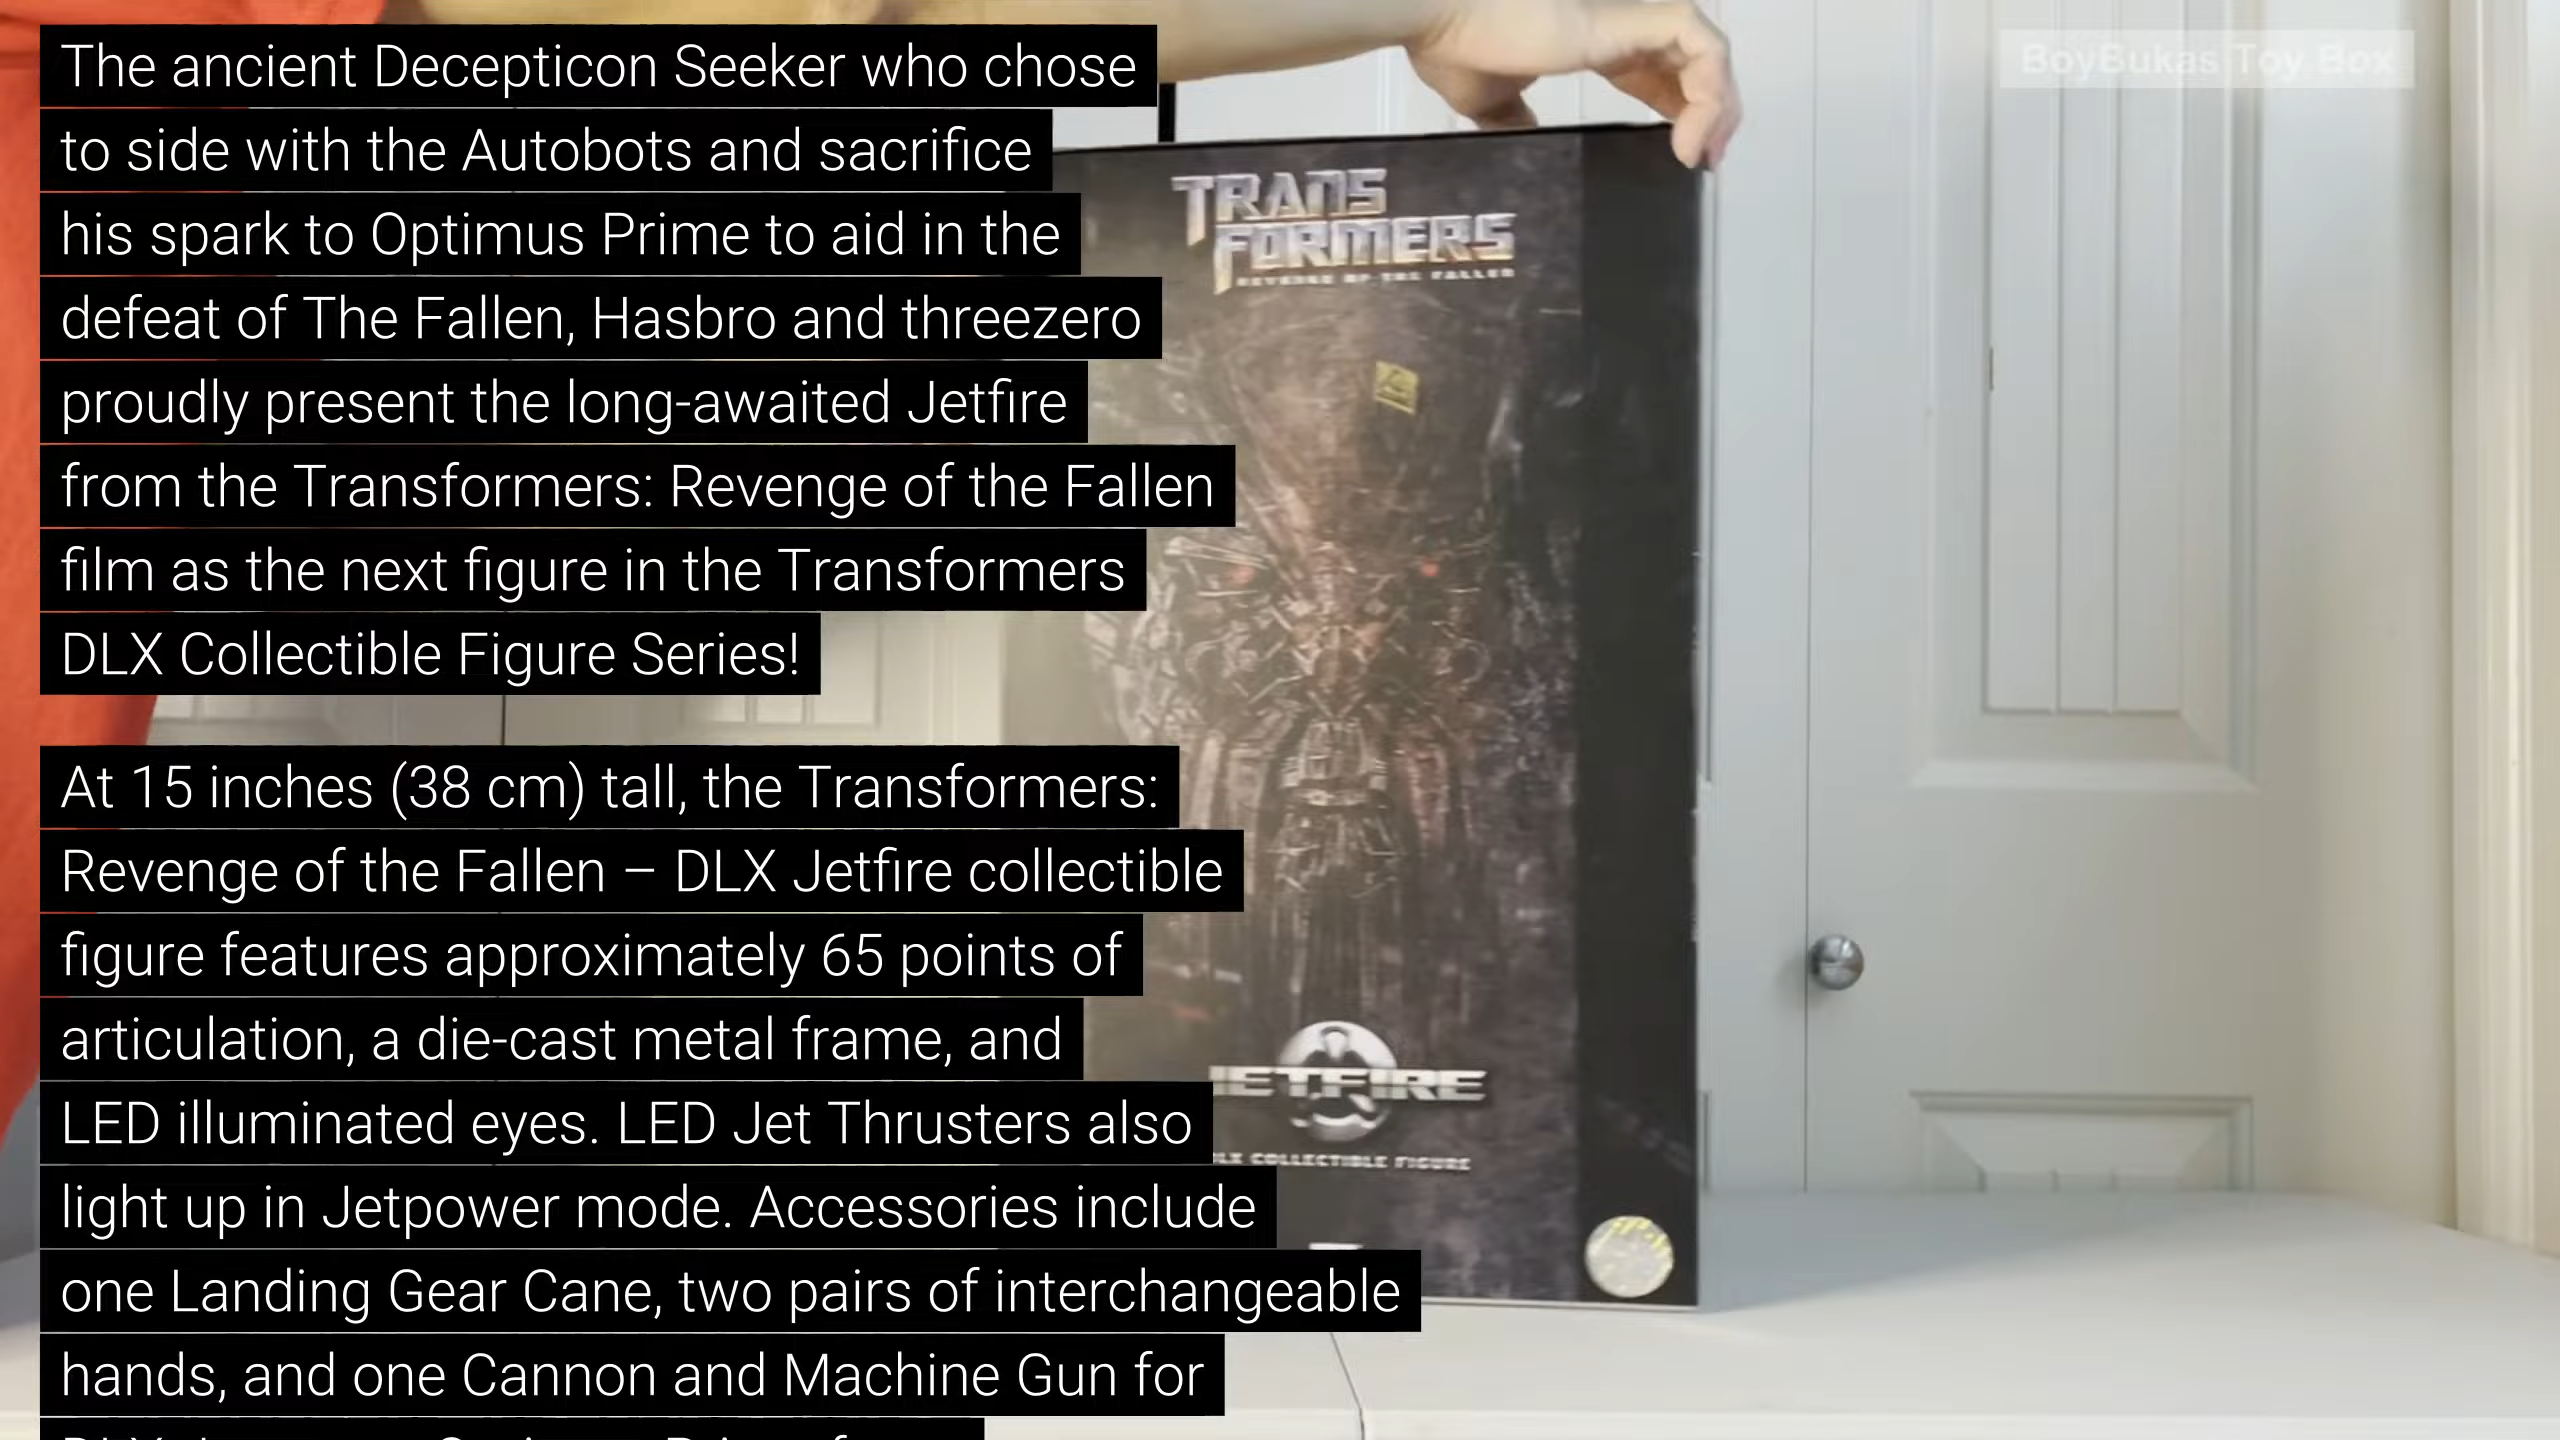 The ancient Decepticon Seeker who chose
to side with the Autobots and sacrifice
his spark to Optimus Prime to aid in the
defeat of The Fallen, Hasbro and threezero
proudly present the long-awaited Jetfire
from the Transformers: Revenge of the Fallen
film as the next figure in the Transformers
DLX Collectible Figure Series!
At 15 inches (38 cm) tall, the Transformers:
Revenge of the Fallen – DLX Jetfire collectible
figure features approximately 65 points of
articulation, a die-cast metal frame, and
LED illuminated eyes. LED Jet Thrusters also
light up in Jetpower mode. Accessories include
one Landing Gear Cane, two pairs of interchangeable
hands, and one Cannon and Machine Gun for
BoyBukas Toy Box
TRANS
FORMERS
REVENGE OF THE FALLEN
JETFIRE
COLLECTIBLE FIGURE